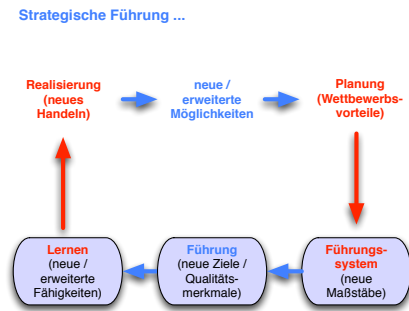 Strategische Führung ...
Realisierung
(neues
Handeln)
neue /
erweiterte
Möglichkeiten
Planung
(Wettbewerbs-
vorteile)
Lernen
(neue /
erweiterte
Fähigkeiten)
Führung
(neue Ziele /
Qualitäts-
merkmale)
Führungs-
system
(neue
Maßstäbe)